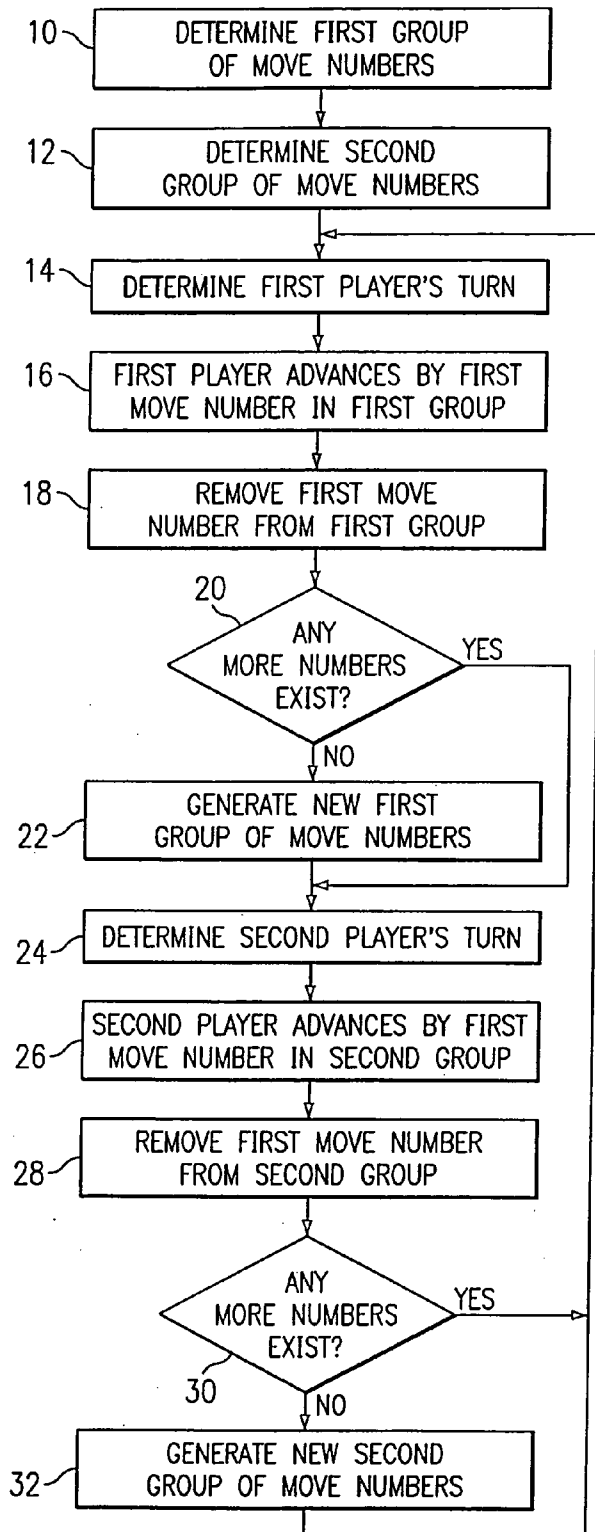 10
DETERMINE FIRST GROUP
OF MOVE NUMBERS
12
DETERMINE SECOND
GROUP OF MOVE NUMBERS
14
DETERMINE FIRST PLAYER'S TURN
16
FIRST PLAYER ADVANCES BY FIRST
MOVE NUMBER IN FIRST GROUP
18
REMOVE FIRST MOVE
NUMBER FROM FIRST GROUP
20
ANY
MORE NUMBERS
EXIST?
YES
NO
22
GENERATE NEW FIRST
GROUP OF MOVE NUMBERS
24
DETERMINE SECOND PLAYER'S TURN
26
SECOND PLAYER ADVANCES BY FIRST
MOVE NUMBER IN SECOND GROUP
28
REMOVE FIRST MOVE NUMBER
FROM SECOND GROUP
ANY
MORE NUMBERS
EXIST?
YES
30
NO
32
GENERATE NEW SECOND
GROUP OF MOVE NUMBERS